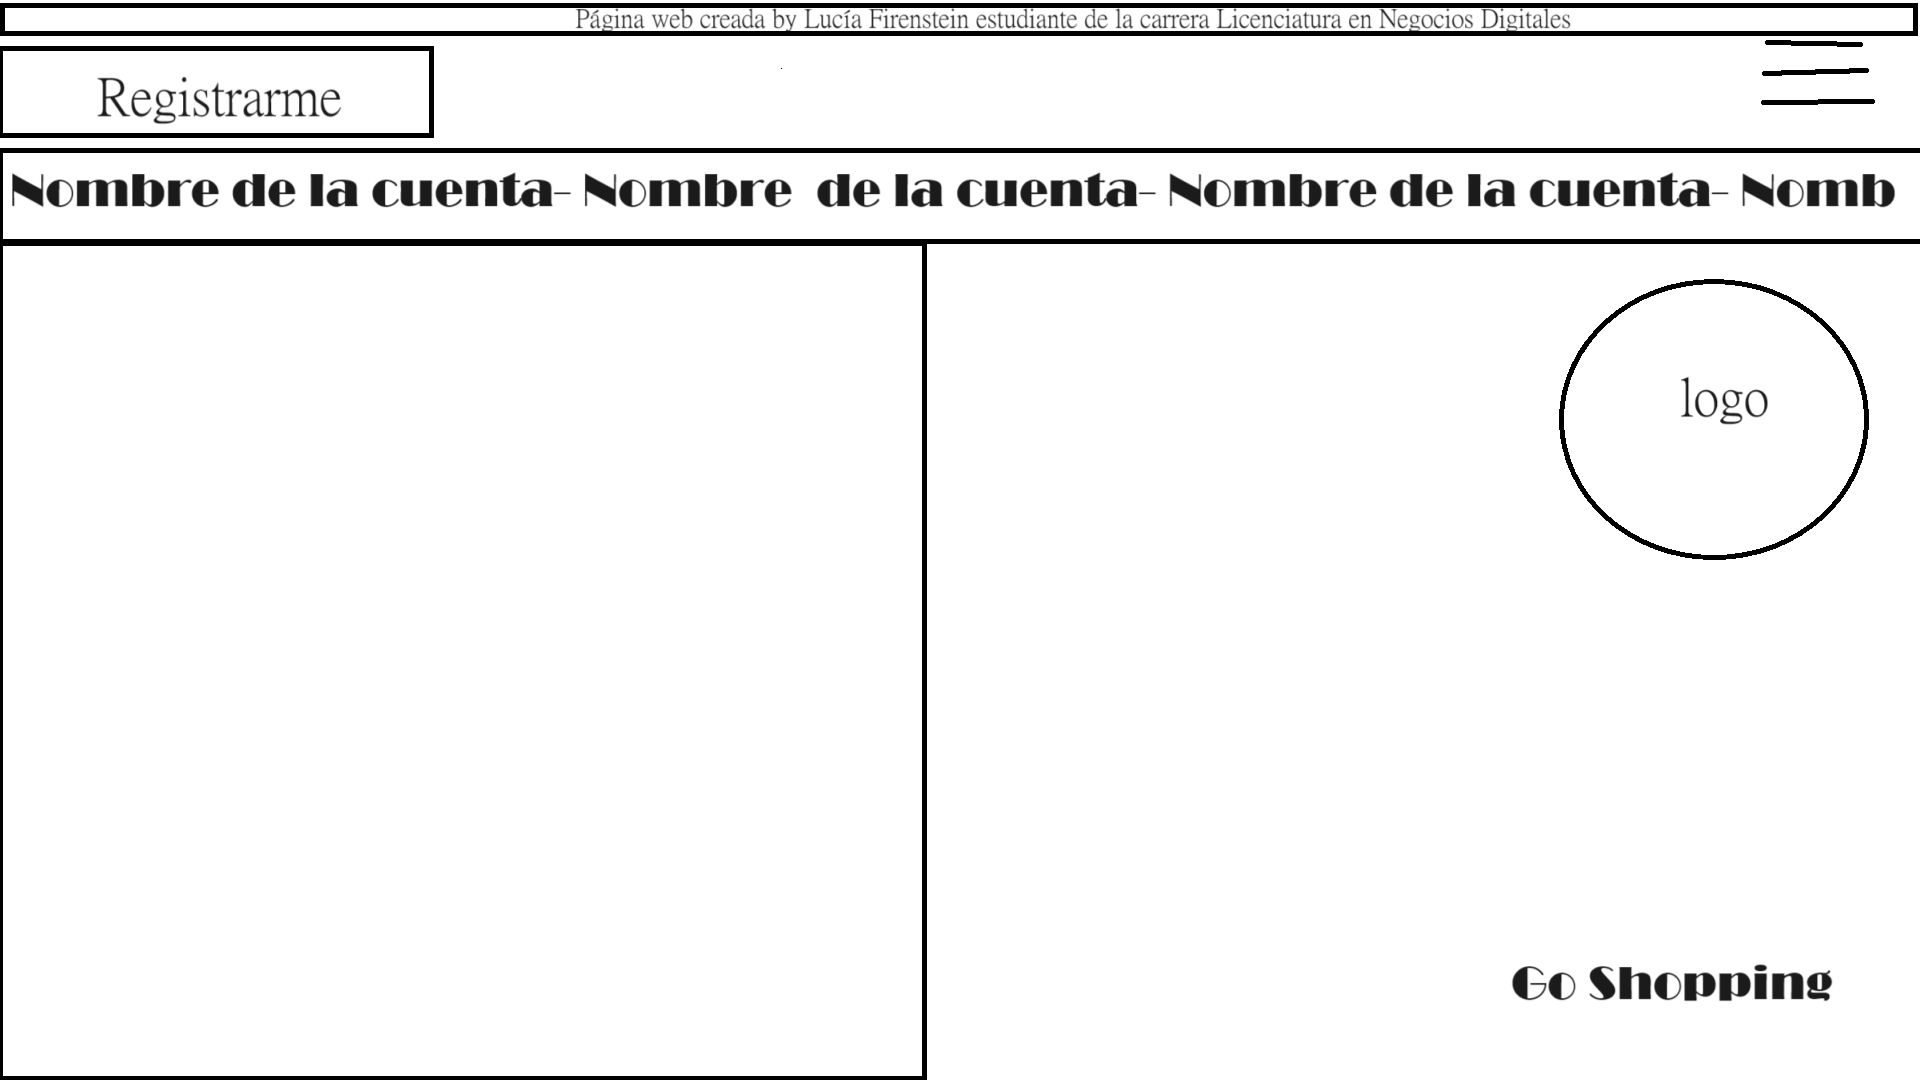 Página web creada by Lucía Firenstein estudiante de la carrera Licenciatura en Negocios Digitales
Registrarme
Nombre de la cuenta- Nombre de la cuenta- Nombre de la cuenta- Nomb
logo
Go Shopping